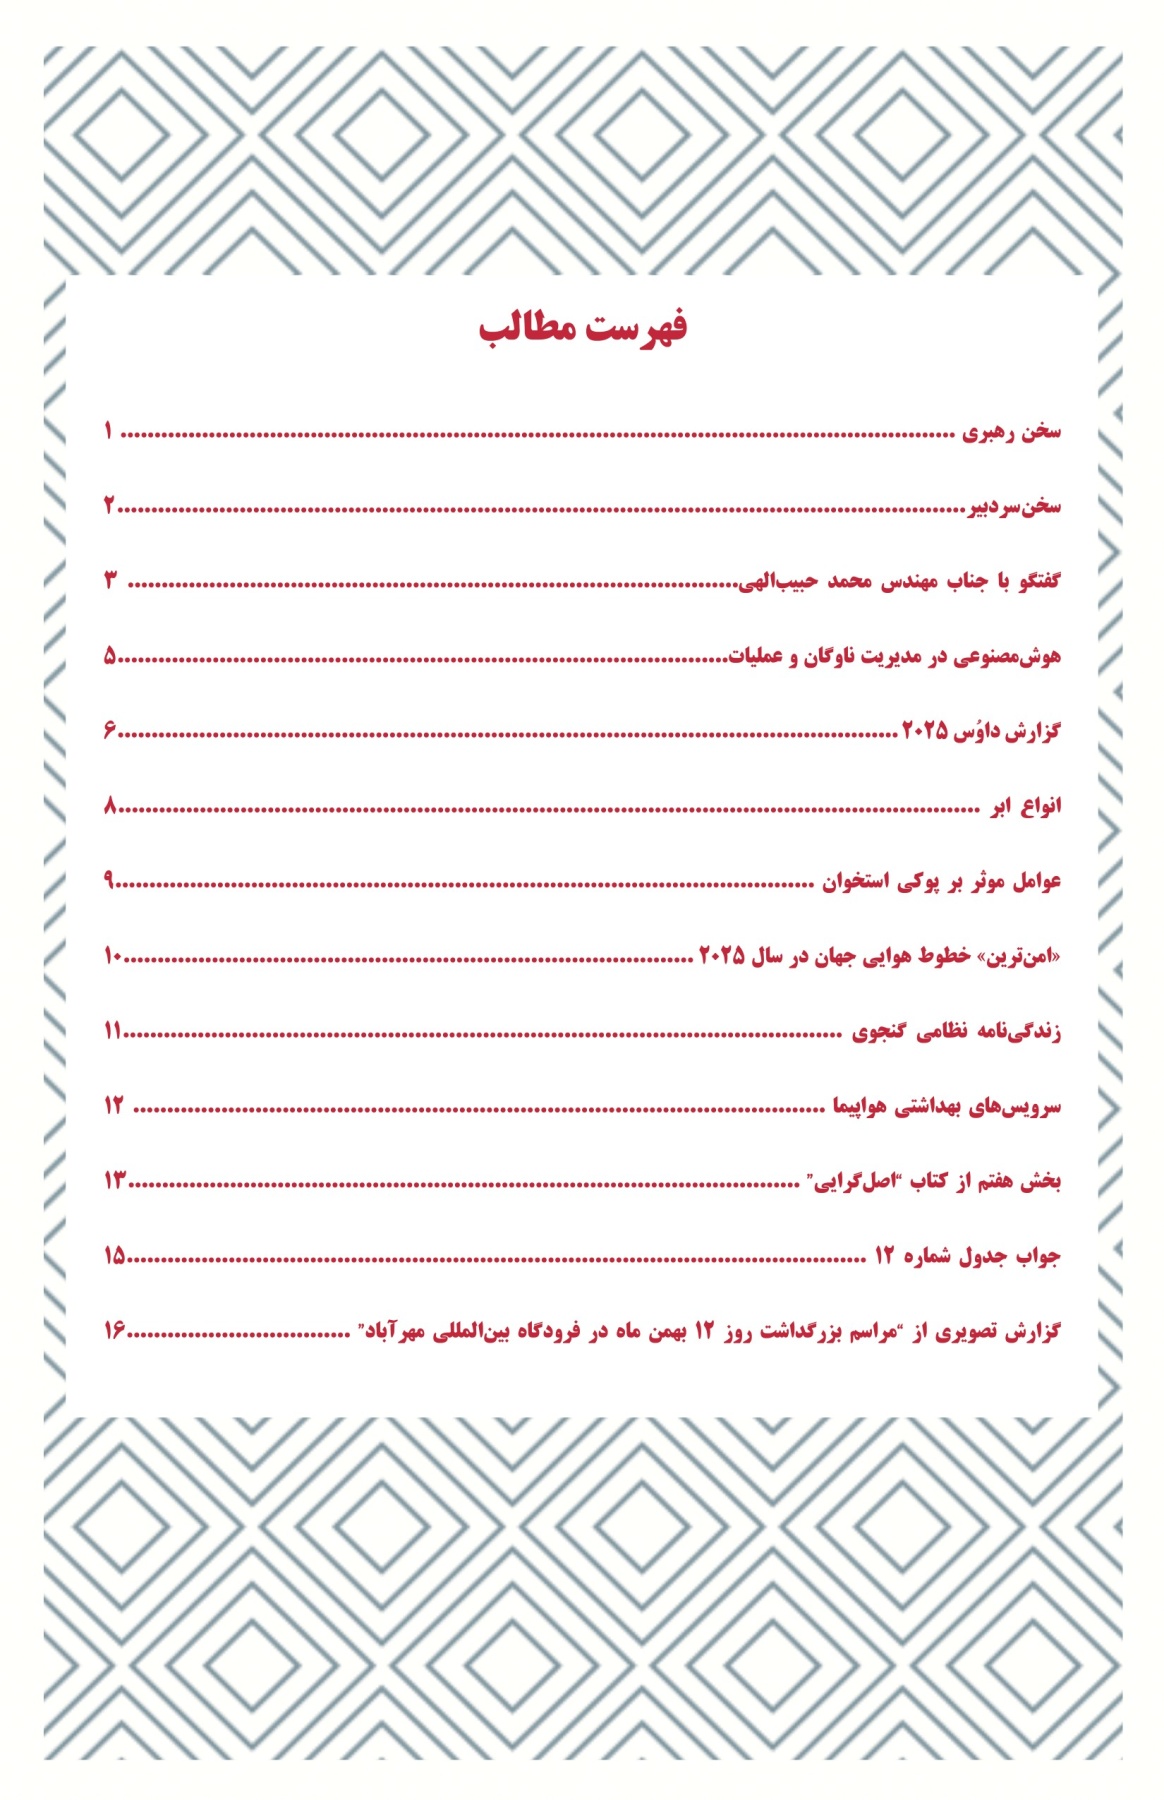 فهرست مطالب
سخن رهبری ........................................................................................................................ ۱
سخن‌سردبیر........................................................................................................................۲
گفتگو با جناب مهندس محمد حبیب‌الهی........................................................................................ ۳
هوش‌مصنوعی در مدیریت ناوگان و عملیات........................................................................................۵
گزارش داوُس ۲۰۲۵ ................................................................................................................۶
انواع ابر ............................................................................................................................۸
عوامل موثر بر پوکی استخوان ....................................................................................................۹
«امن‌ترین» خطوط هوایی جهان در سال ۲۰۲۵ ..................................................................................۱۰
زندگی‌نامه نظامی گنجوی ........................................................................................................۱۱
سرویس‌های بهداشتی هواپیما .................................................................................................... ۱۲
بخش هفتم از کتاب “اصل‌گرایی” ................................................................................................۱۳
جواب جدول شماره ۱۲ ............................................................................................................۱۵
گزارش تصویری از “مراسم بزرگداشت روز ۱۲ بهمن ماه در فرودگاه بین‌المللی مهرآباد” .................................۱۶